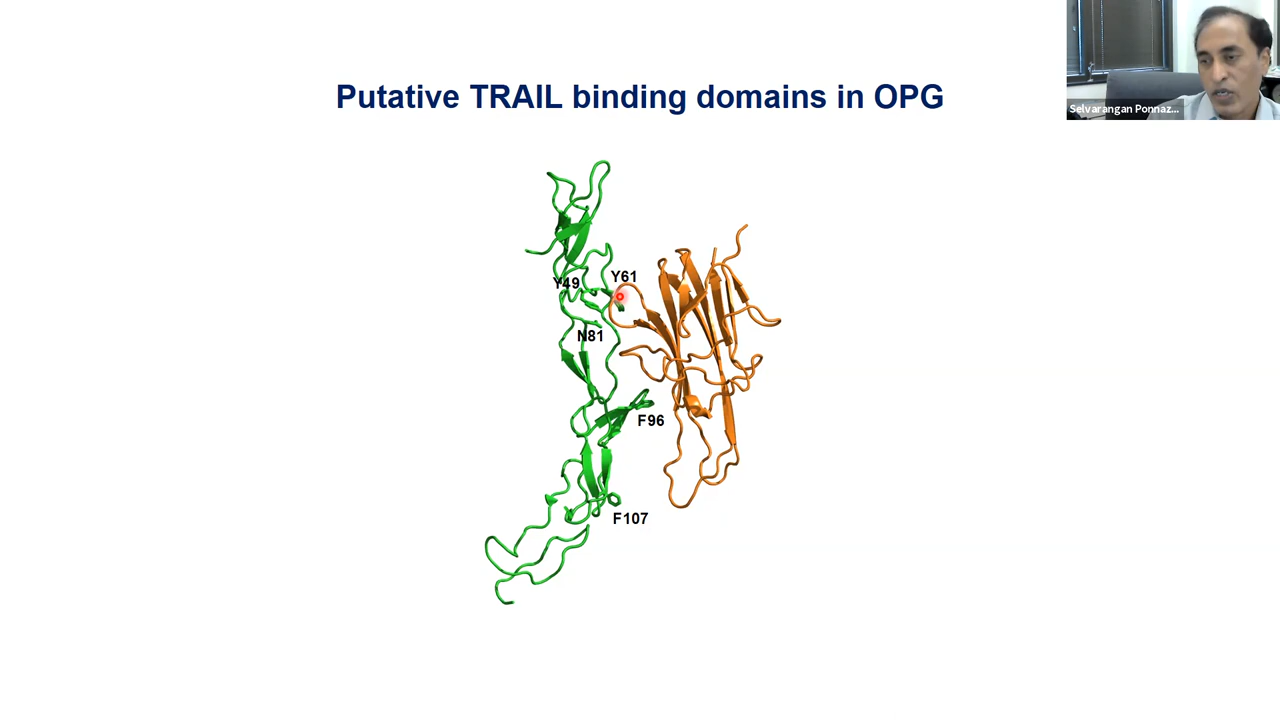 Selvarangan Ponnaz...
Putative TRAIL binding domains in OPG
Y61
Y49
N81
F96
F107